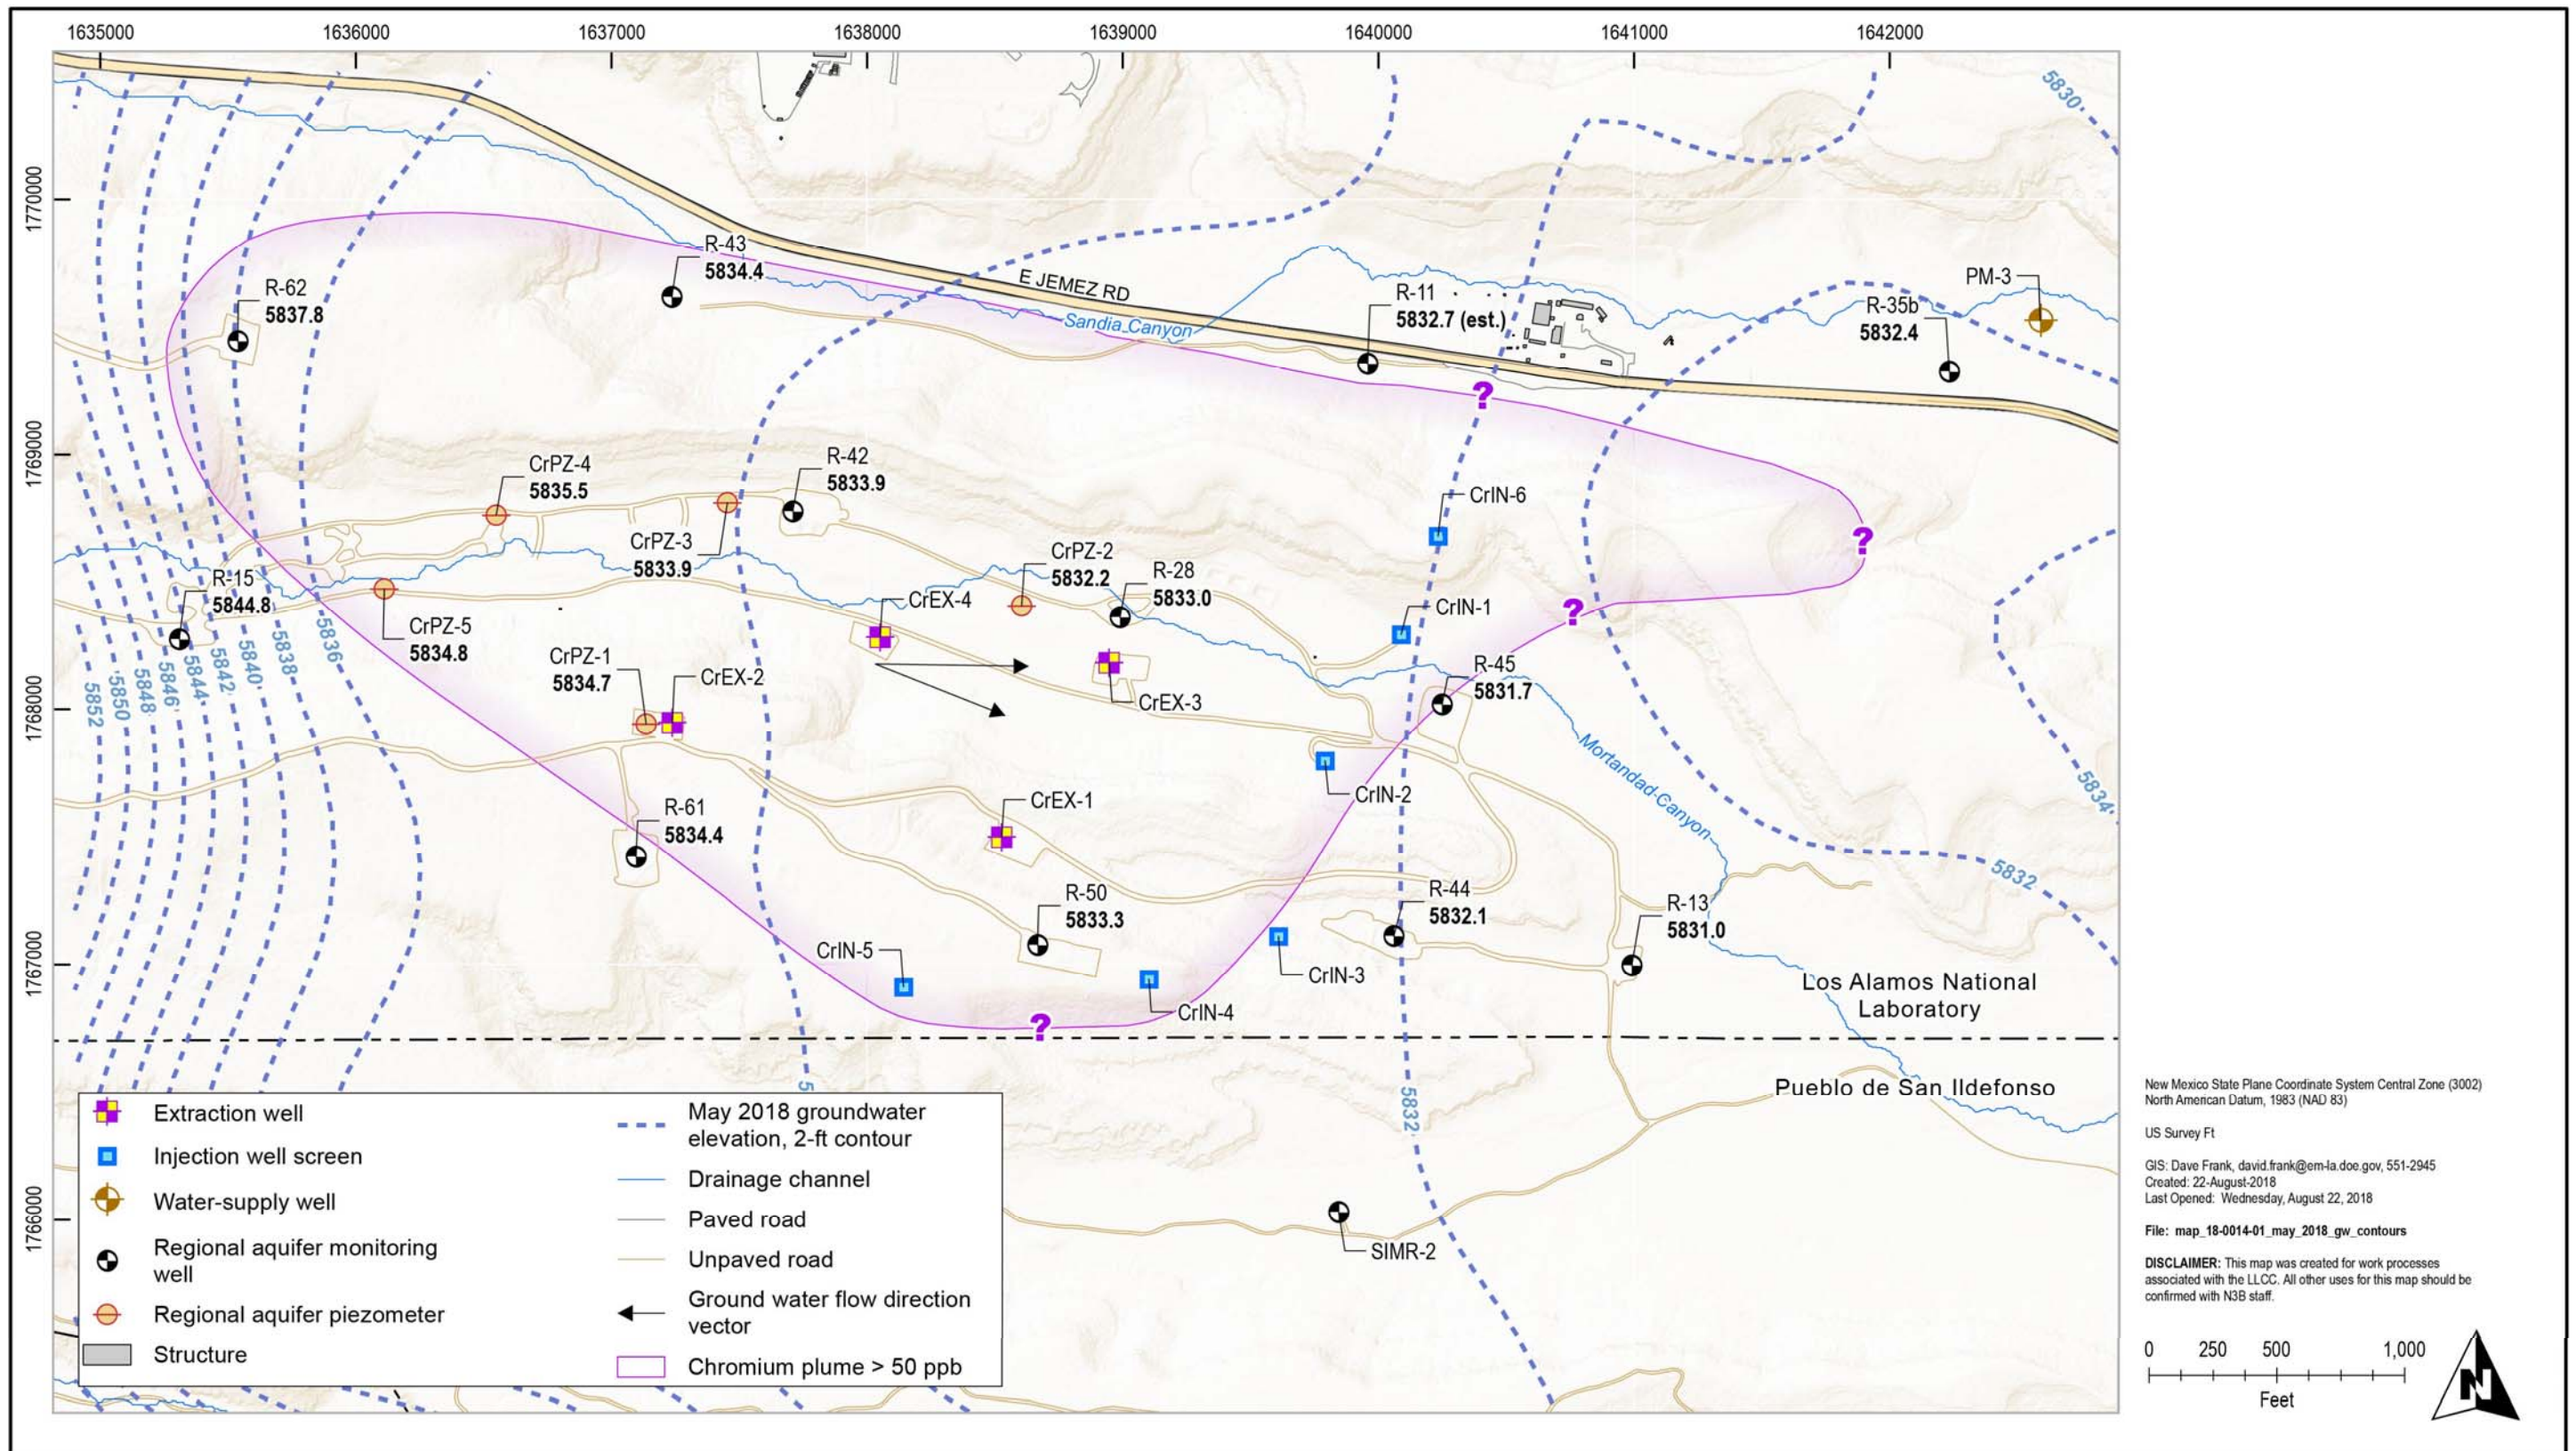 1635000 1636000 1637000 1638000 1639000 1640000 1641000 1642000
5830
1770000
R-43
5834.4
E JEMEZ RD
Sandia Canyon
R-62
5837.8
R-11
5832.7 (est.)
PM-3
R-35b
5832.4
?
1769000
CrPZ-4
5835.5
R-42
5833.9
CrIN-6
CrPZ-3
5833.9
?
CrPZ-2
5832.2
R-28
5833.0
R-15
5844.8
CrEX-4
CrIN-1
?
CrPZ-5
5834.8
5836
5838
5840
5842
5844
5846
5848
5850
5852
CrPZ-1
5834.7
CrEX-2
R-45
5831.7
1768000
CrEX-3
Mortandad Canyon
CrIN-2
5834
R-61
5834.4
CrEX-1
5832
R-50
5833.3
R-44
5832.1
R-13
5831.0
1767000
CrIN-5
CrIN-3
Los Alamos National
Laboratory
CrIN-4
?
Pueblo de San Ildefonso
5832
1766000
SIMR-2
Extraction well
Injection well screen
Water-supply well
Regional aquifer monitoring
well
Regional aquifer piezometer
Structure
May 2018 groundwater
elevation, 2-ft contour
Drainage channel
Paved road
Unpaved road
Ground water flow direction
vector
Chromium plume > 50 ppb
New Mexico State Plane Coordinate System Central Zone (3002)
North American Datum, 1983 (NAD 83)
US Survey Ft
GIS: Dave Frank, david.frank@em-la.doe.gov, 551-2945
Created: 22-August-2018
Last Opened: Wednesday, August 22, 2018
File: map_18-0014-01_may_2018_gw_contours
DISCLAIMER: This map was created for work processes
associated with the LLCC. All other uses for this map should be
confirmed with N3B staff.
0 250 500 1,000
Feet
N